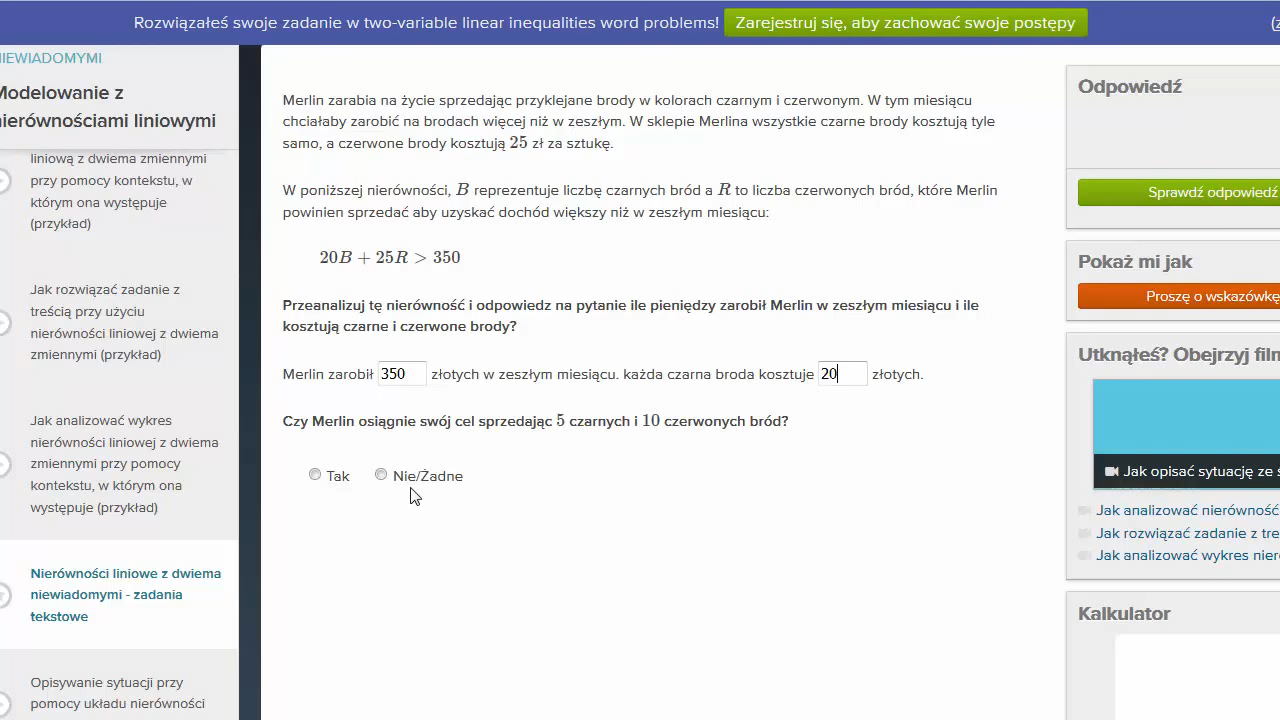 Rozwiązałeś swoje zadanie w two-variable linear inequalities word problems! Zarejestruj się, aby zachować swoje postępy
NIEWIADOMYMI
Modelowanie z
nierównościami liniowymi
liniową z dwiema zmiennymi
przy pomocy kontekstu, w
którym ona występuje
(przykład)
Jak rozwiązać zadanie z
treścią przy użyciu
nierówności liniowej z dwiema
zmiennymi (przykład)
Jak analizować wykres
nierówności liniowej z dwiema
zmiennymi przy pomocy
kontekstu, w którym ona
występuje (przykład)
Nierówności liniowe z dwiema
niewiadomymi - zadania
tekstowe
Opisywanie sytuacji przy
pomocy układu nierówności
Merlin zarabia na życie sprzedając przyklejane brody w kolorach czarnym i czerwonym. W tym miesiącu
chciałaby zarobić na brodach więcej niż w zeszłym. W sklepie Merlina wszystkie czarne brody kosztują tyle
samo, a czerwone brody kosztują 25 zł za sztukę.
W poniższej nierówności, B reprezentuje liczbę czarnych bród a R to liczba czerwonych bród, które Merlin
powinien sprzedać aby uzyskać dochód większy niż w zeszłym miesiącu:
20B + 25R > 350
Przeanalizuj tę nierówność i odpowiedz na pytanie ile pieniędzy zarobił Merlin w zeszłym miesiącu i ile
kosztują czarne i czerwone brody?
Merlin zarobił 350 złotych w zeszłym miesiącu. każda czarna broda kosztuje 20 złotych.
Czy Merlin osiągnie swój cel sprzedając 5 czarnych i 10 czerwonych bród?
Tak Nie/Żadne
Odpowiedź
Sprawdź odpowiedź
Pokaż mi jak
Proszę o wskazówkę
Utknąłeś? Obejrzyj film
Jak opisać sytuację ze s
Jak analizować nierówność
Jak rozwiązać zadanie z tre
Jak analizować wykres nier
Kalkulator